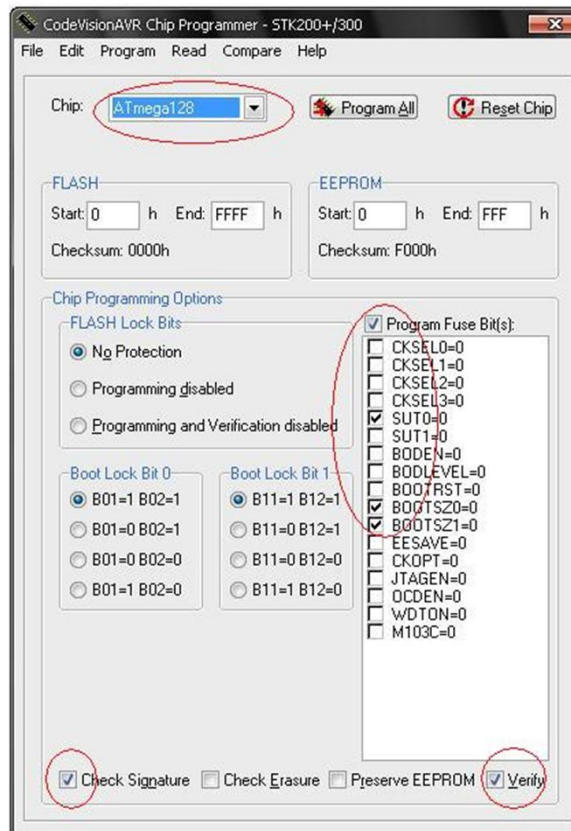 CodeVisionAVR Chip Programmer - STK200+/300
File Edit Program Read Compare Help
Chip: ATmega128 Program All Reset Chip
FLASH
Start: 0 h End: FFFF h
Checksum: 0000h
EEPROM
Start: 0 h End: FFF h
Checksum: F000h
Chip Programming Options
FLASH Lock Bits
No Protection
Programming disabled
Programming and Verification disabled
Boot Lock Bit 0
B01=1 B02=1
B01=0 B02=1
B01=0 B02=0
B01=1 B02=0
Boot Lock Bit 1
B11=1 B12=1
B11=0 B12=1
B11=0 B12=0
B11=1 B12=0
Program Fuse Bit(s):
CKSEL0=0
CKSEL1=0
CKSEL2=0
CKSEL3=0
SUT0=0
SUT1=0
BODEN=0
BODLEVEL=0
BOOTRST=0
BOOTSZ0=0
BOOTSZ1=0
EESAVE=0
CKOPT=0
JTAGEN=0
OCDEN=0
WDTON=0
M103C=0
Check Signature Check Erasure Preserve EEPROM Verify